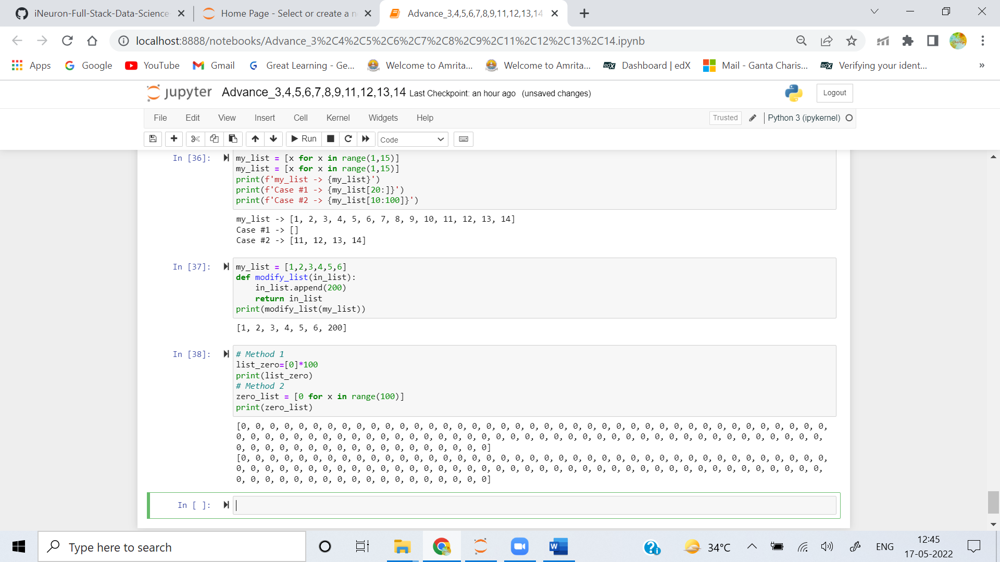 iNeuron-Full-Stack-Data-Science
Home Page - Select or create a n
Advance_3,4,5,6,7,8,9,11,12,13,14
localhost:8888/notebooks/Advance_3%2C4%2C5%2C6%2C7%2C8%2C9%2C11%2C12%2C13%2C14.ipynb
Apps Google YouTube Gmail Great Learning - Ge... Welcome to Amrita... Welcome to Amrita... edX Dashboard | edX Mail - Ganta Charis... edX Verifying your ident... »
jupyter Advance_3,4,5,6,7,8,9,11,12,13,14 Last Checkpoint: an hour ago (unsaved changes) Logout
File Edit View Insert Cell Kernel Widgets Help Trusted Python 3 (ipykernel)
Run Code
In [36]: my_list = [x for x in range(1,15)]
my_list = [x for x in range(1,15)]
print(f'my_list -> {my_list}')
print(f'Case #1 -> {my_list[20:]}')
print(f'Case #2 -> {my_list[10:100]}')
my_list -> [1, 2, 3, 4, 5, 6, 7, 8, 9, 10, 11, 12, 13, 14]
Case #1 -> []
Case #2 -> [11, 12, 13, 14]
In [37]: my_list = [1,2,3,4,5,6]
def modify_list(in_list):
    in_list.append(200)
    return in_list
print(modify_list(my_list))
[1, 2, 3, 4, 5, 6, 200]
In [38]: # Method 1
list_zero=[0]*100
print(list_zero)
# Method 2
zero_list = [0 for x in range(100)]
print(zero_list)
[0, 0, 0, 0, 0, 0, 0, 0, 0, 0, 0, 0, 0, 0, 0, 0, 0, 0, 0, 0, 0, 0, 0, 0, 0, 0, 0, 0, 0, 0, 0, 0, 0, 0, 0, 0, 0, 0, 0, 0, 0,
0, 0, 0, 0, 0, 0, 0, 0, 0, 0, 0, 0, 0, 0, 0, 0, 0, 0, 0, 0, 0, 0, 0, 0, 0, 0, 0, 0, 0, 0, 0, 0, 0, 0, 0, 0, 0, 0, 0, 0, 0,
0, 0, 0, 0, 0, 0, 0, 0, 0, 0, 0, 0, 0, 0, 0, 0, 0, 0]
[0, 0, 0, 0, 0, 0, 0, 0, 0, 0, 0, 0, 0, 0, 0, 0, 0, 0, 0, 0, 0, 0, 0, 0, 0, 0, 0, 0, 0, 0, 0, 0, 0, 0, 0, 0, 0, 0, 0, 0, 0,
0, 0, 0, 0, 0, 0, 0, 0, 0, 0, 0, 0, 0, 0, 0, 0, 0, 0, 0, 0, 0, 0, 0, 0, 0, 0, 0, 0, 0, 0, 0, 0, 0, 0, 0, 0, 0, 0, 0, 0, 0,
0, 0, 0, 0, 0, 0, 0, 0, 0, 0, 0, 0, 0, 0, 0, 0, 0, 0]
In [ ]:
Type here to search
34°C
ENG
12:45
17-05-2022